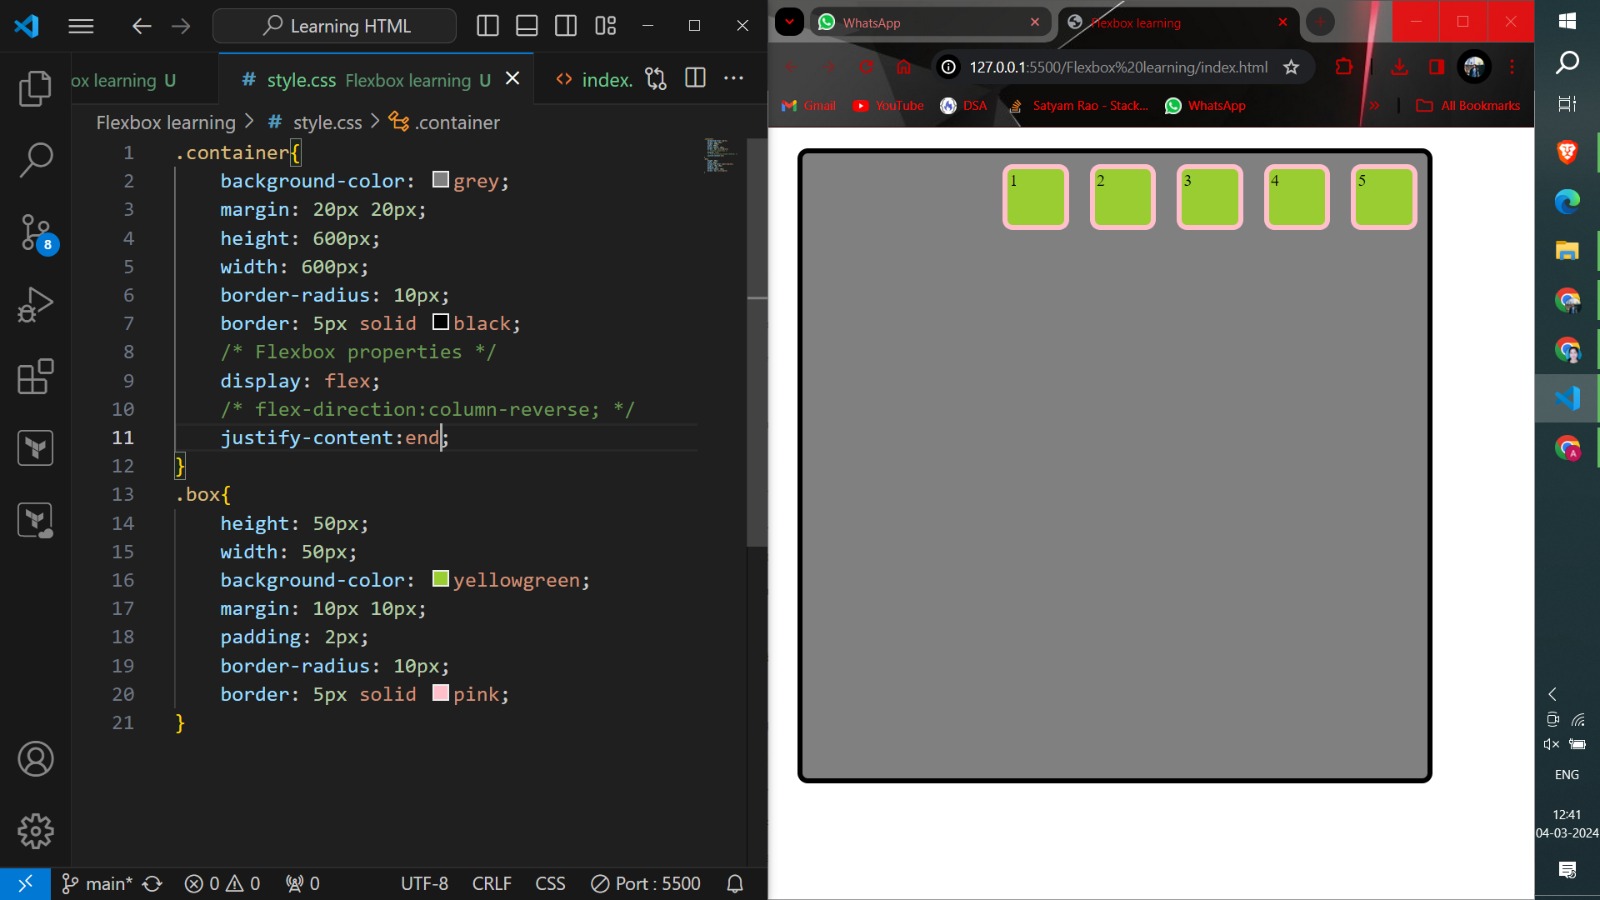 Learning HTML
ox learning U
# style.css Flexbox learning U
<> index.
Flexbox learning > # style.css > .container
1 .container{
2 background-color: grey;
3 margin: 20px 20px;
4 height: 600px;
5 width: 600px;
6 border-radius: 10px;
7 border: 5px solid black;
8 /* Flexbox properties */
9 display: flex;
10 /* flex-direction:column-reverse; */
11 justify-content:end;
12 }
13 .box{
14 height: 50px;
15 width: 50px;
16 background-color: yellowgreen;
17 margin: 10px 10px;
18 padding: 2px;
19 border-radius: 10px;
20 border: 5px solid pink;
21 }
8
main* 0 0 0 UTF-8 CRLF CSS Port : 5500
WhatsApp
Flexbox learning
127.0.0.1:5500/Flexbox%20learning/index.html
Gmail YouTube DSA Satyam Rao - Stack... WhatsApp » All Bookmarks
1 2 3 4 5
A
ENG
12:41
04-03-2024